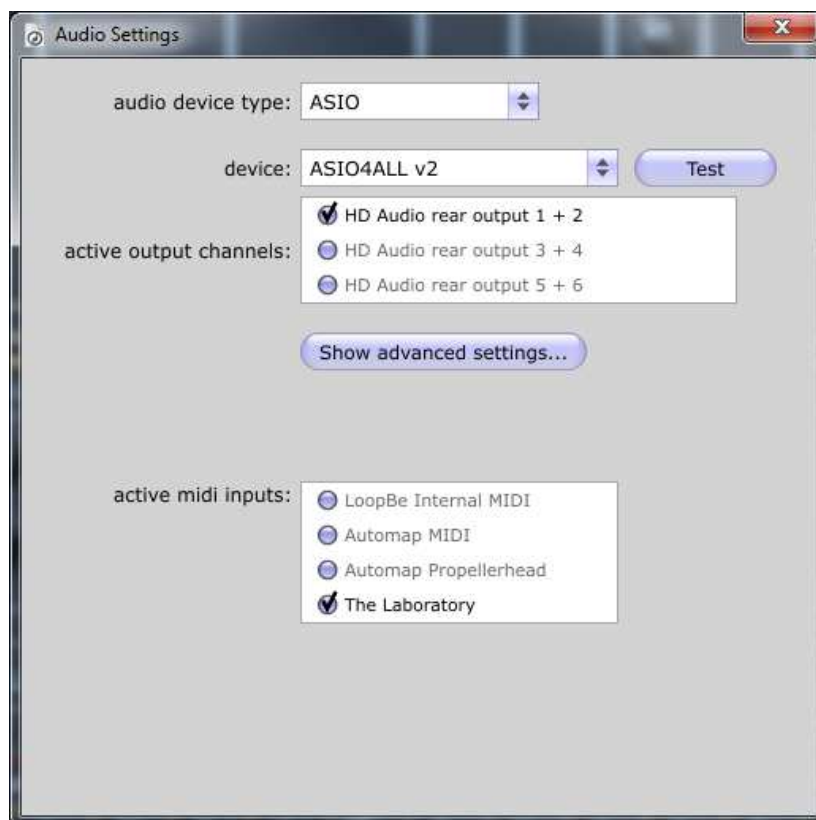 Audio Settings
audio device type: ASIO
device: ASIO4ALL v2 Test
active output channels:
HD Audio rear output 1 + 2
HD Audio rear output 3 + 4
HD Audio rear output 5 + 6
Show advanced settings...
active midi inputs:
LoopBe Internal MIDI
Automap MIDI
Automap Propellerhead
The Laboratory